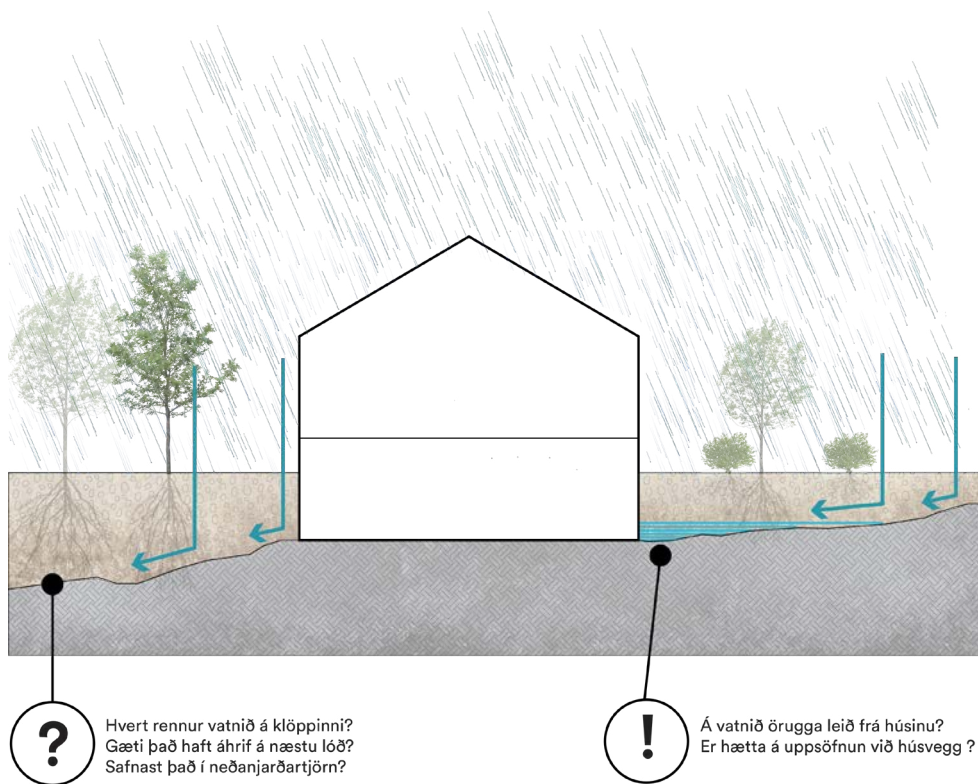 ?
Hvert rennur vatnið á klöppinni?
Gæti það haft áhrif á næstu lóð?
Safnast það í neðanjarðartjörn?
!
Á vatnið örugga leið frá húsinu?
Er hætta á uppsöfnun við húsvegg ?